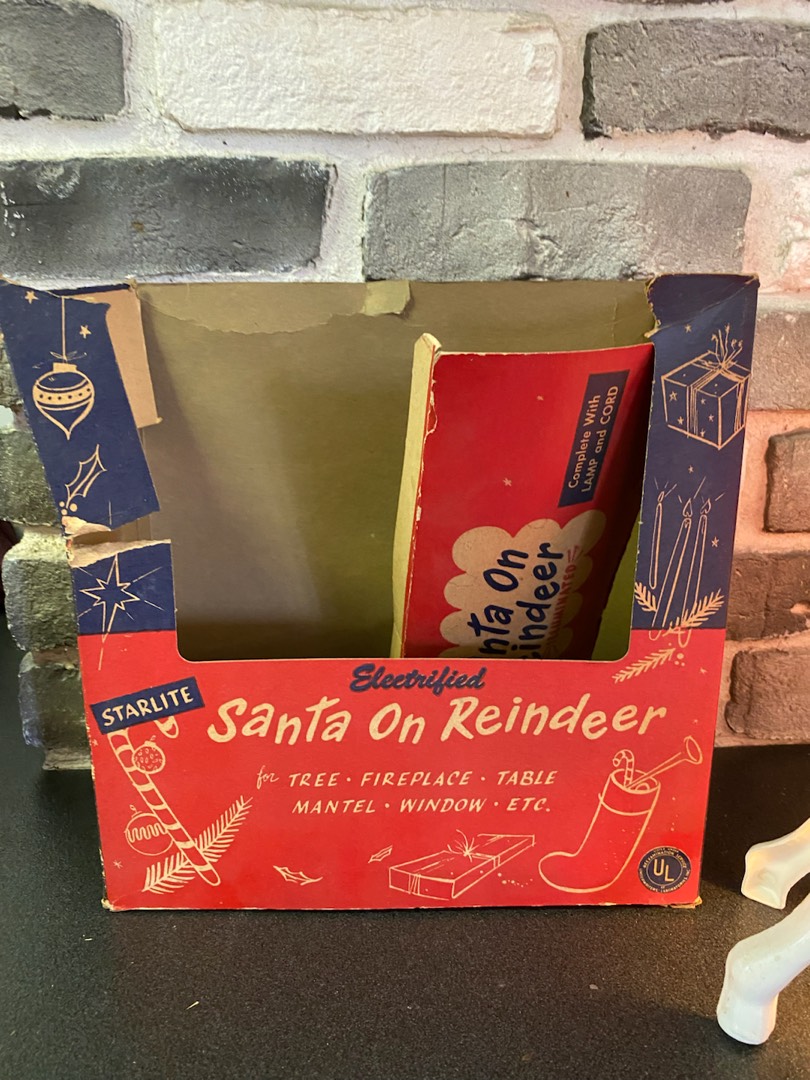 Complete With
LAMP and CORD
nta On
indeer
Electrified
STARLITE
Santa On Reindeer
for TREE · FIREPLACE · TABLE
MANTEL · WINDOW · ETC.
UL